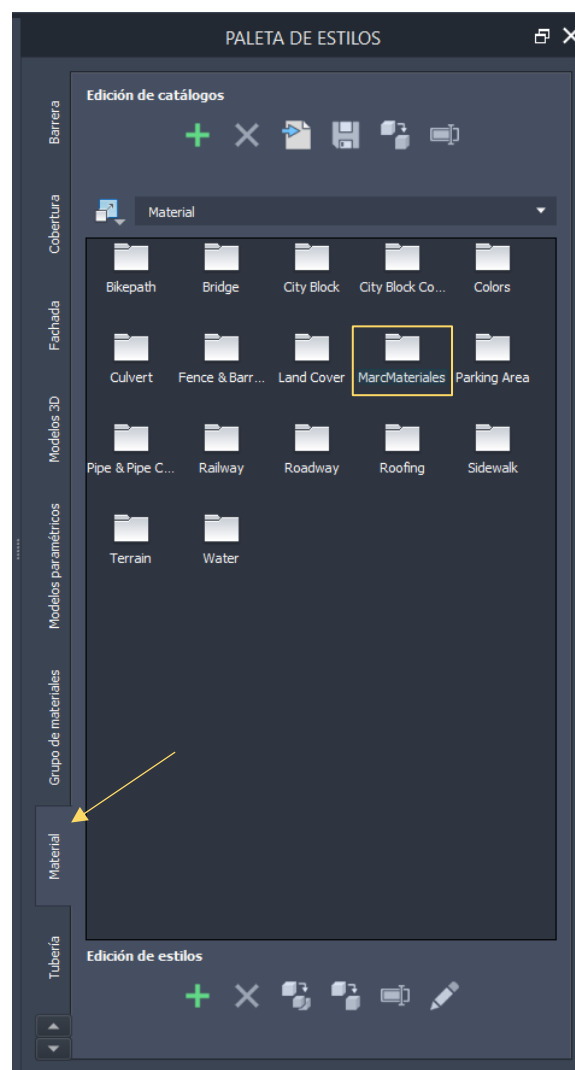 PALETA DE ESTILOS
Edición de catálogos
Material
Bikepath Bridge City Block City Block Co... Colors
Culvert Fence & Barr... Land Cover MarcMateriales Parking Area
Pipe & Pipe C... Railway Roadway Roofing Sidewalk
Terrain Water
Edición de estilos
Barrera
Cobertura
Fachada
Modelos 3D
Modelos paramétricos
Grupo de materiales
Material
Tubería